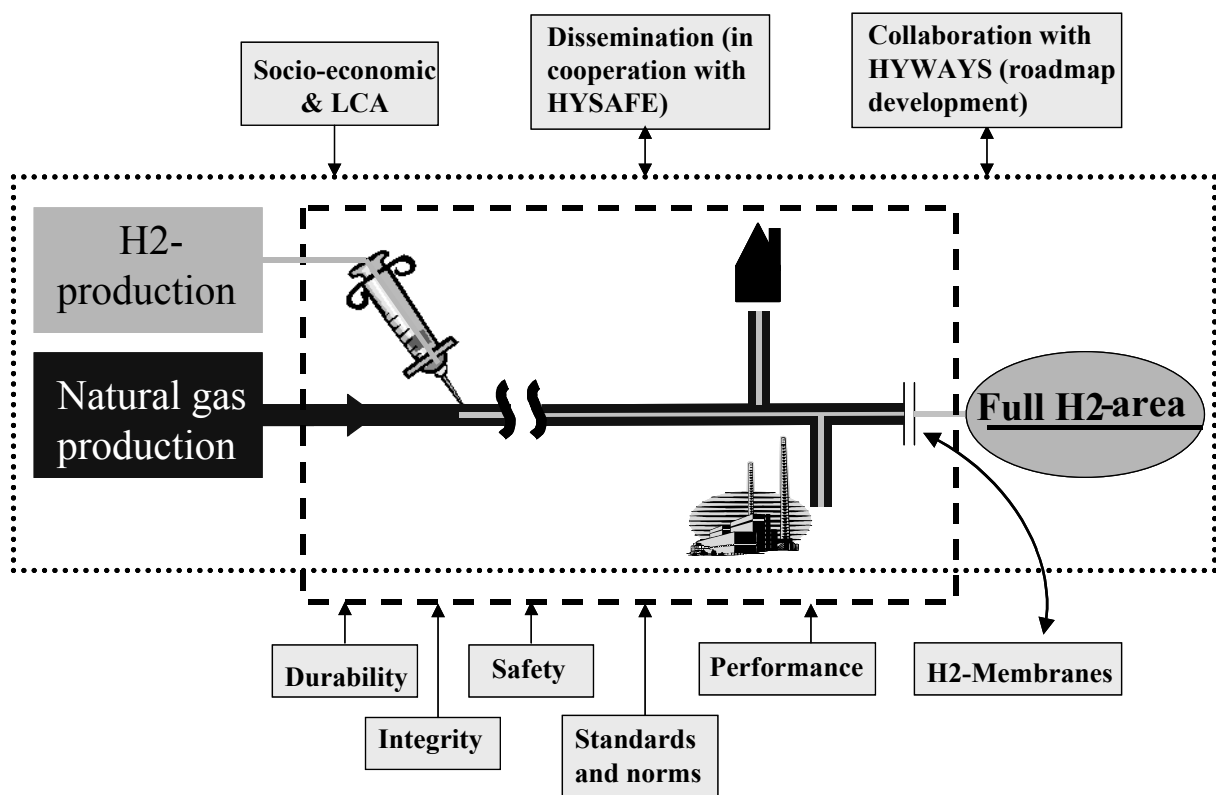 Socio-economic
& LCA
Dissemination (in
cooperation with
HYSAFE)
Collaboration with
HYWAYS (roadmap
development)
H2-
production
Natural gas
production
Full H2-area
Durability
Integrity
Safety
Standards
and norms
Performance
H2-Membranes